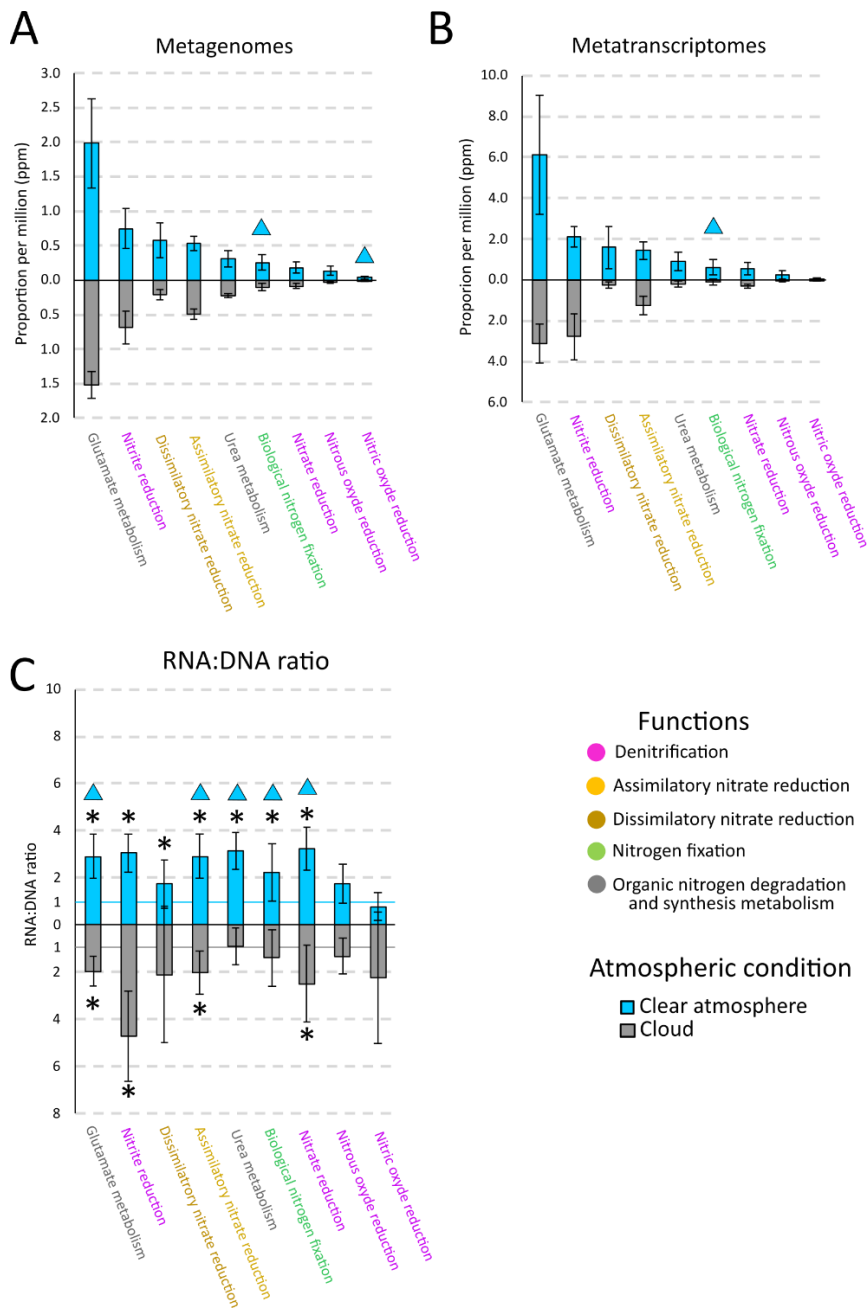 A
Metagenomes
Proportion per million (ppm)
3.0
2.5
2.0
1.5
1.0
0.5
0.0
0.5
1.0
1.5
2.0
Glutamate metabolism
Nitrite reduction
Dissimilatory nitrate reduction
Assimilatory nitrate reduction
Urea metabolism
Biological nitrogen fixation
Nitrate reduction
Nitrous oxyde reduction
Nitric oxyde reduction
B
Metatranscriptomes
Proporion per million (ppm)
10.0
8.0
6.0
4.0
2.0
0.0
2.0
4.0
6.0
Glutamate metabolism
Nitrite reduction
Dissimilatory nitrate reduction
Assimilatory nitrate reduction
Urea metabolism
Biological nitrogen fixation
Nitrate reduction
Nitrous oxyde reduction
Nitric oxyde reduction
C
RNA:DNA ratio
RNA:DNA ratio
10
8
6
4
2
1
0
1
2
4
6
8
* * * * * * *
* * * *
Glutamate metabolism
Nitrite reduction
Dissimilatrory nitrate reduction
Assimilatory nitrate reduction
Urea metabolism
Biological nitrogen fixation
Nitrate reduction
Nitrous oxyde reduction
Nitric oxyde reduction
Functions
Denitrification
Assimilatory nitrate reduction
Dissimilatory nitrate reduction
Nitrogen fixation
Organic nitrogen degradation
and synthesis metabolism
Atmospheric condition
Clear atmosphere
Cloud